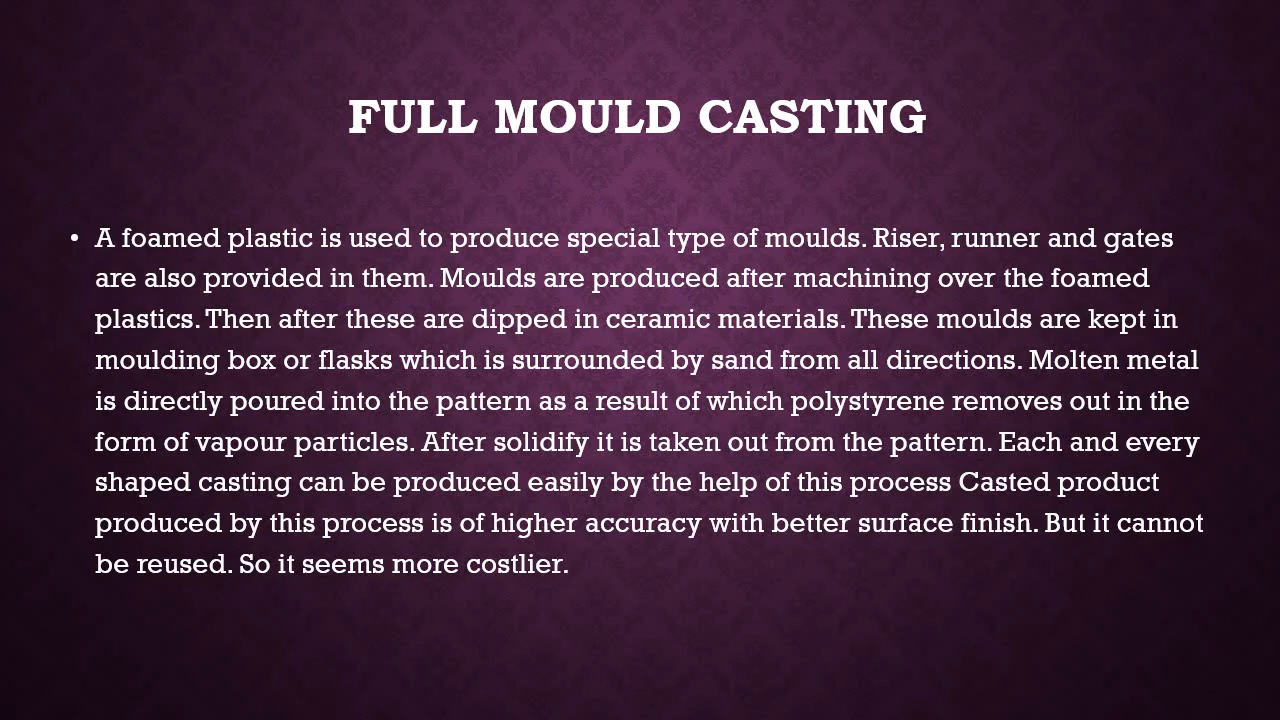 FULL MOULD CASTING
• A foamed plastic is used to produce special type of moulds. Riser, runner and gates
are also provided in them. Moulds are produced after machining over the foamed
plastics. Then after these are dipped in ceramic materials. These moulds are kept in
moulding box or flasks which is surrounded by sand from all directions. Molten metal
is directly poured into the pattern as a result of which polystyrene removes out in the
form of vapour particles. After solidify it is taken out from the pattern. Each and every
shaped casting can be produced easily by the help of this process Casted product
produced by this process is of higher accuracy with better surface finish. But it cannot
be reused. So it seems more costlier.